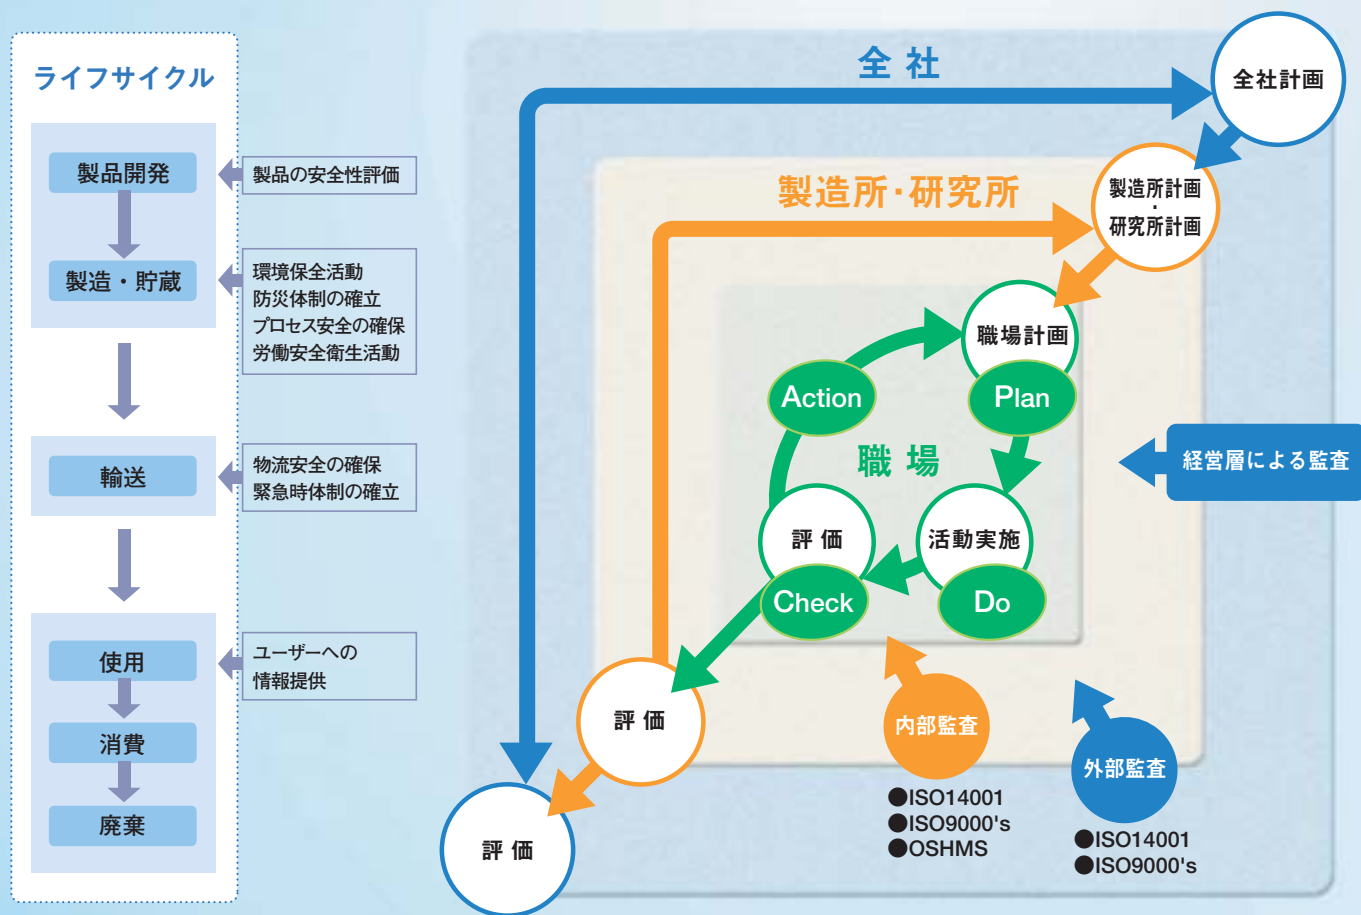 ライフサイクル
製品開発
製品の安全性評価
製造・貯蔵
環境保全活動
防災体制の確立
プロセス安全の確保
労働安全衛生活動
輸送
物流安全の確保
緊急時体制の確立
使用
ユーザーへの
情報提供
消費
廃棄
全社
全社計画
製造所・研究所
製造所計画
・
研究所計画
職場計画
Plan
Action
職場
評価
Check
活動実施
Do
経営層による監査
評価
評価
内部監査
●ISO14001
●ISO9000's
●OSHMS
外部監査
●ISO14001
●ISO9000's